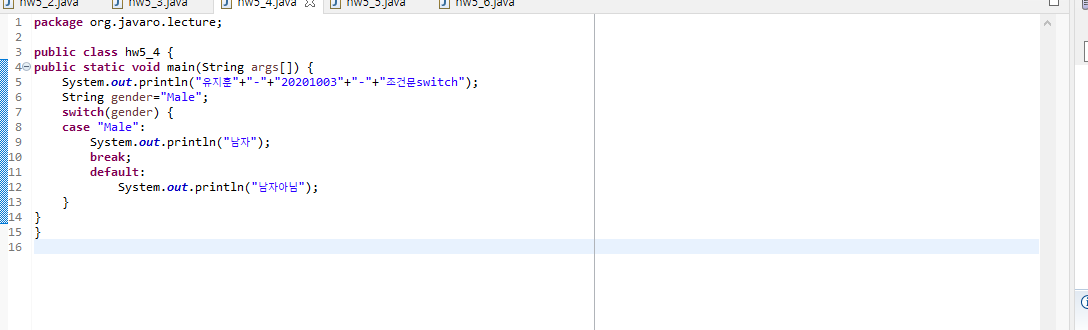 hw5_2.java hw5_3.java hw5_4.java hw5_5.java hw5_6.java
1 package org.javaro.lecture;
2
3 public class hw5_4 {
4 public static void main(String args[]) {
5 System.out.println("유지훈"+"-"+"20201003"+"-"+"조건문switch");
6 String gender="Male";
7 switch(gender) {
8 case "Male":
9 System.out.println("남자");
10 break;
11 default:
12 System.out.println("남자아님");
13 }
14 }
15 }
16